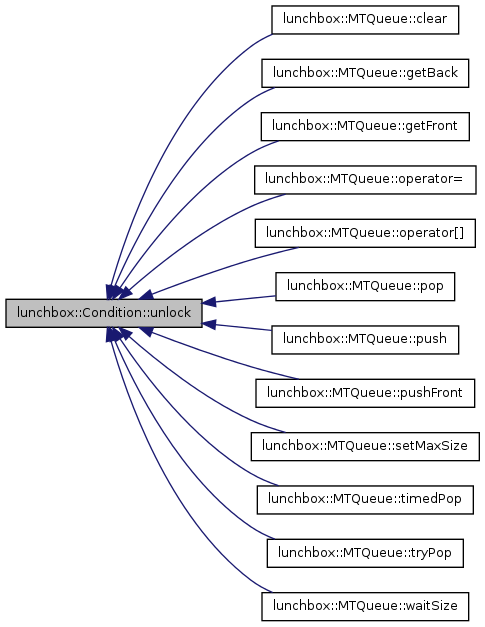 lunchbox::MTQueue::clear
lunchbox::MTQueue::getBack
lunchbox::MTQueue::getFront
lunchbox::MTQueue::operator=
lunchbox::MTQueue::operator[]
lunchbox::MTQueue::pop
lunchbox::Condition::unlock
lunchbox::MTQueue::push
lunchbox::MTQueue::pushFront
lunchbox::MTQueue::setMaxSize
lunchbox::MTQueue::timedPop
lunchbox::MTQueue::tryPop
lunchbox::MTQueue::waitSize